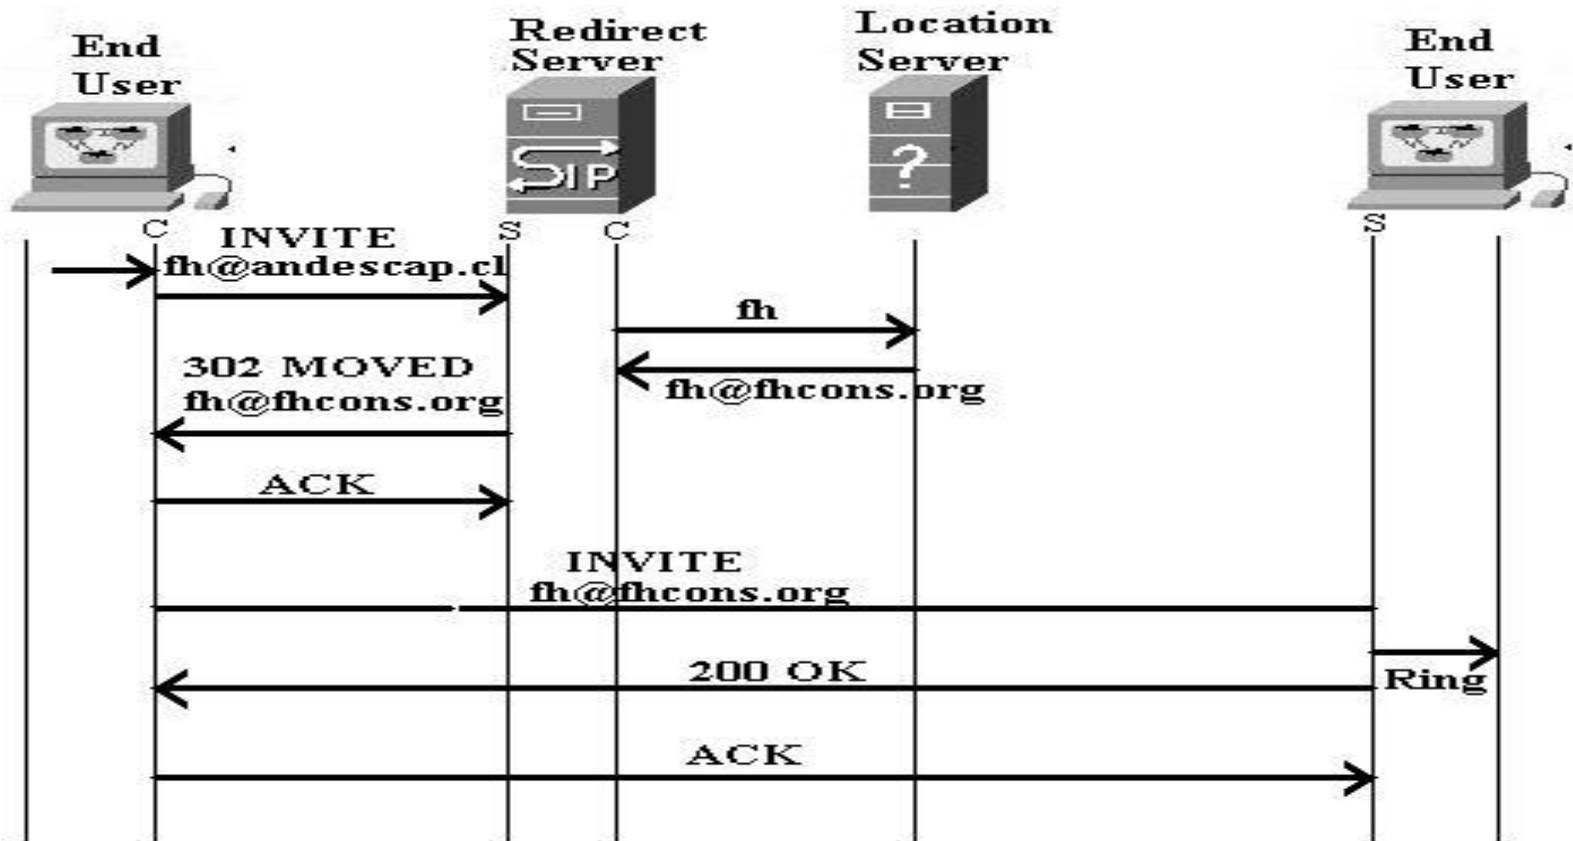 End
User
Redirect
Server
Location
Server
End
User
SIP
?
C
S
C
S
INVITE
fh@andescap.cl
fh
302 MOVED
fh@fhcons.org
fh@fhcons.org
ACK
INVITE
fh@fhcons.org
200 OK
Ring
ACK